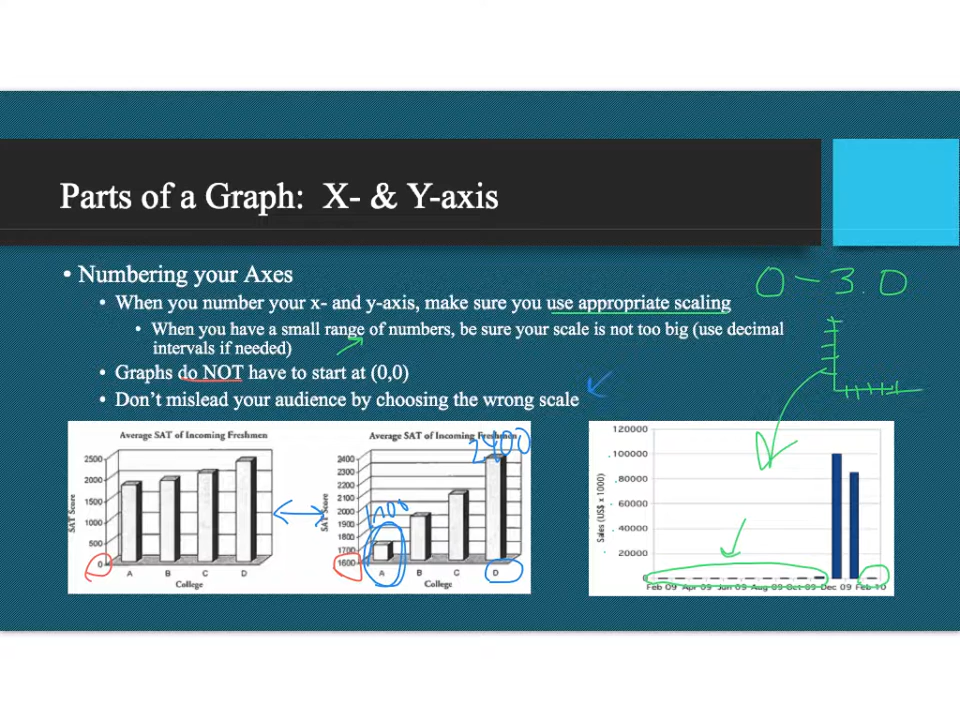 Parts of a Graph: X- & Y-axis
• Numbering your Axes
• When you number your x- and y-axis, make sure you use appropriate scaling
• When you have a small range of numbers, be sure your scale is not too big (use decimal
intervals if needed)
• Graphs do NOT have to start at (0,0)
• Don't mislead your audience by choosing the wrong scale
0 - 3.0
Average SAT of Incoming Freshmen
SAT Score
2500
2000
1500
1000
500
0
A B C D
College
Average SAT of Incoming Freshmen
2400
SAT Score
2400
2300
2200
2100
2000
1900
1800
1700
1600
A B C D
College
Sales (US$ x 1000)
120000
100000
80000
60000
40000
20000
0
Feb 09 Apr 09 Jun 09 Aug 09 Oct 09 Dec 09 Feb 10